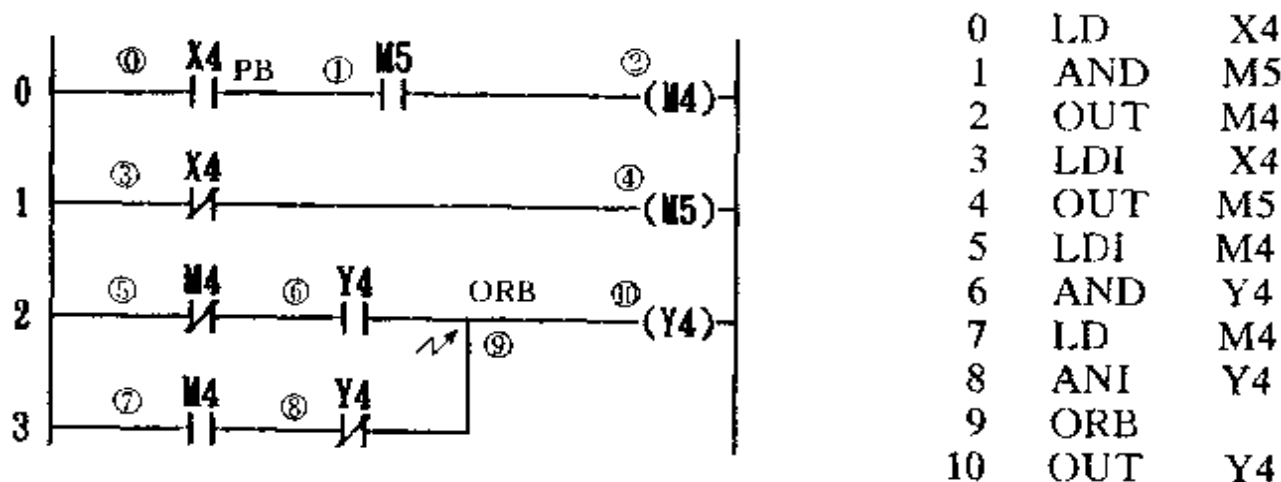 ⓪ X4 PB ① M5 ②
0 (M4)
③ X4 ④
1 (M5)
⑤ M4 ⑥ Y4 ORB ⑩
2 (Y4)
⑨
⑦ M4 ⑧ Y4
3
0 LD X4
1 AND M5
2 OUT M4
3 LDI X4
4 OUT M5
5 LDI M4
6 AND Y4
7 LD M4
8 ANI Y4
9 ORB
10 OUT Y4